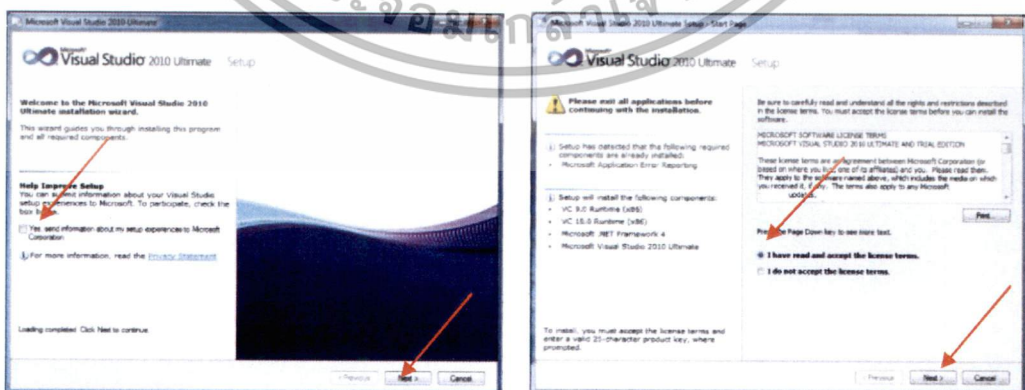 Microsoft Visual Studio 2010 Ultimate
Microsoft
Visual Studio 2010 Ultimate Setup
Welcome to the Microsoft Visual Studio 2010
Ultimate installation wizard.
This wizard guides you through installing this program
and all required components.
Help Improve Setup
You can submit information about your Visual Studio
setup experiences to Microsoft. To participate, check the
box below.
Yes, send information about my setup experiences to Microsoft
Corporation
For more information, read the Privacy Statement
Loading completed. Click Next to continue
< Previous Next > Cancel
Microsoft Visual Studio 2010 Ultimate Setup - Start Page
Microsoft
Visual Studio 2010 Ultimate Setup
Please exit all applications before
continuing with the installation.
Setup has detected that the following required
components are already installed:
• Microsoft Application Error Reporting
Setup will install the following components:
• VC 9.0 Runtime (x86)
• VC 10.0 Runtime (x86)
• Microsoft .NET Framework 4
• Microsoft Visual Studio 2010 Ultimate
To install, you must accept the license terms and
enter a valid 25-character product key, where
prompted.
Be sure to carefully read and understand all the rights and restrictions described
in the license terms. You must accept the license terms before you can install the
software.
MICROSOFT SOFTWARE LICENSE TERMS
MICROSOFT VISUAL STUDIO 2010 ULTIMATE AND TRIAL EDITION
These license terms are an agreement between Microsoft Corporation (or
based on where you live, one of its affiliates) and you. Please read them.
They apply to the software named above, which includes the media on which
you received it, if any. The terms also apply to any Microsoft
updates,
Print...
Press the Page Down key to see more text.
I have read and accept the license terms.
I do not accept the license terms.
< Previous Next > Cancel